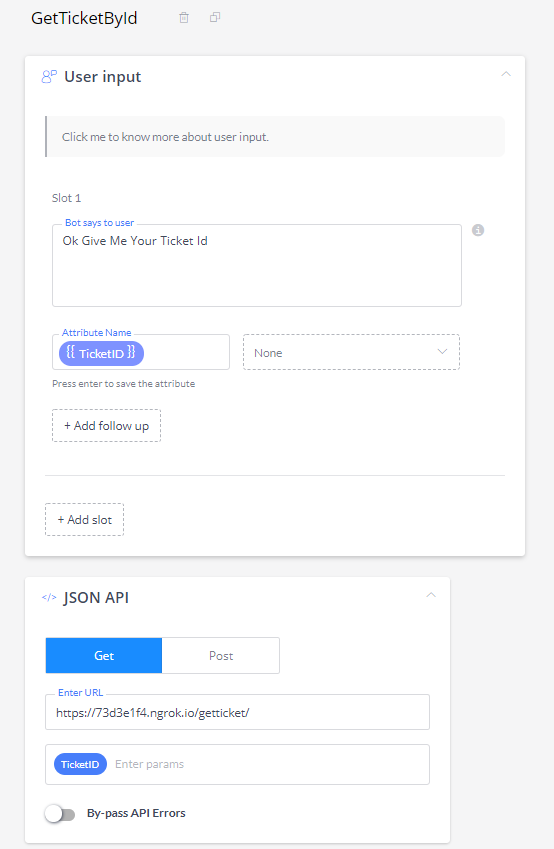 GetTicketById
User input
Click me to know more about user input.
Slot 1
Bot says to user
Ok Give Me Your Ticket Id
Attribute Name
{{ TicketID }}
None
Press enter to save the attribute
+ Add follow up
+ Add slot
</> JSON API
Get
Post
Enter URL
https://73d3e1f4.ngrok.io/getticket/
TicketID
Enter params
By-pass API Errors